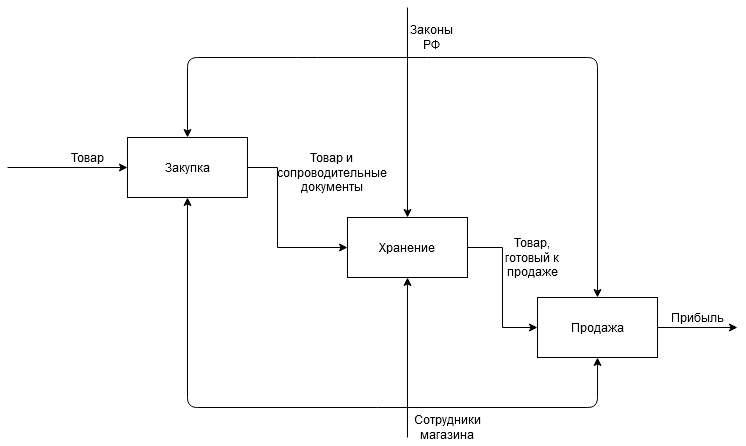 Законы
РФ
Товар
Закупка
Товар и
сопроводительные
документы
Хранение
Товар,
готовый к
продаже
Продажа
Прибыль
Сотрудники
магазина